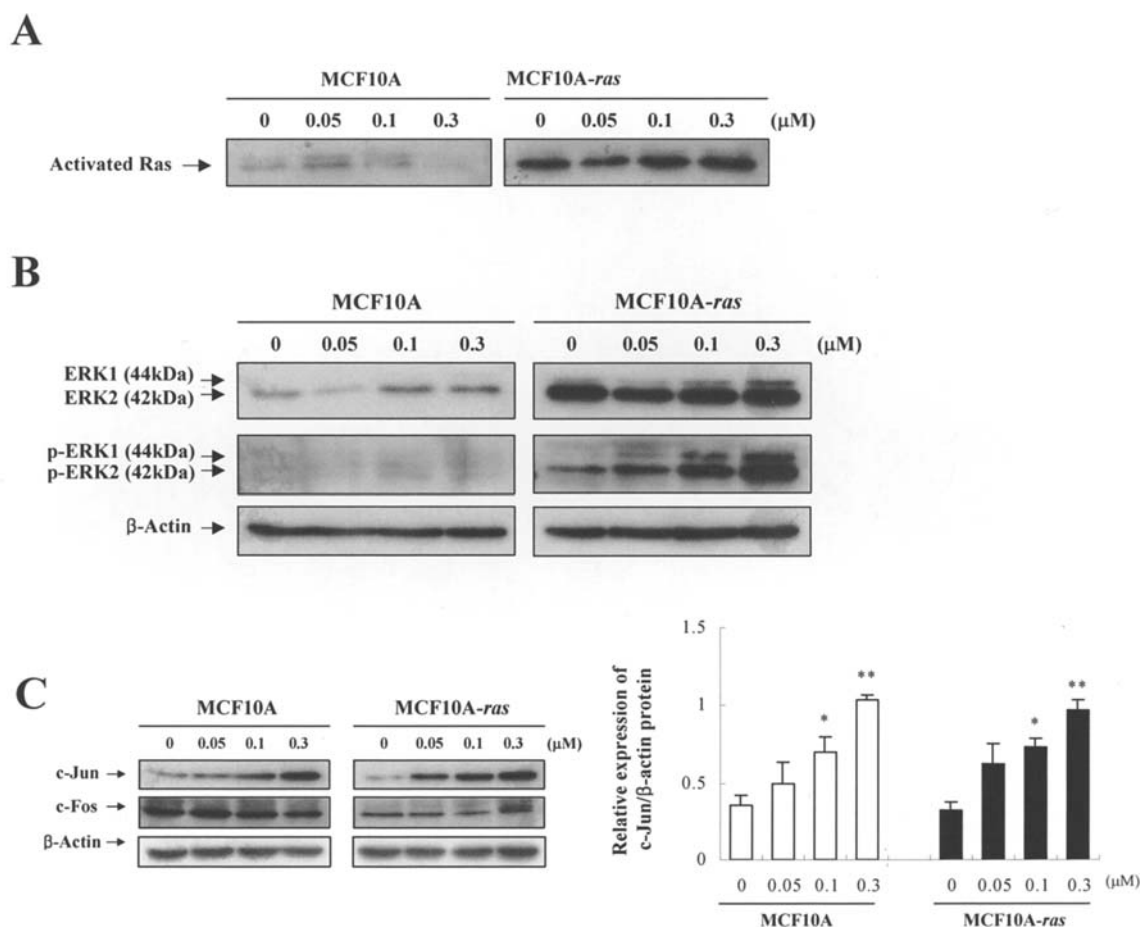 A
MCF10A MCF10A-ras
0 0.05 0.1 0.3 0 0.05 0.1 0.3 (μM)
Activated Ras
B
MCF10A MCF10A-ras
0 0.05 0.1 0.3 0 0.05 0.1 0.3 (μM)
ERK1 (44kDa)
ERK2 (42kDa)
p-ERK1 (44kDa)
p-ERK2 (42kDa)
β-Actin
C
MCF10A MCF10A-ras
0 0.05 0.1 0.3 0 0.05 0.1 0.3 (μM)
c-Jun
c-Fos
β-Actin
Relative expression of
c-Jun/β-actin protein
1.5
1
0.5
0
* ** * **
0 0.05 0.1 0.3 0 0.05 0.1 0.3 (μM)
MCF10A MCF10A-ras